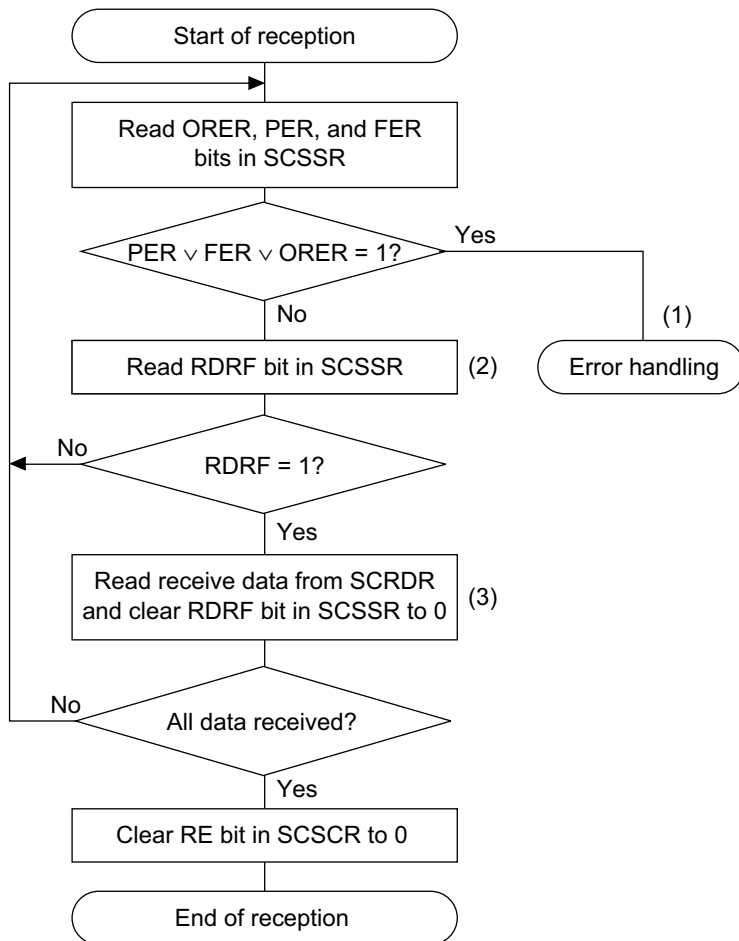 Start of reception
Read ORER, PER, and FER
bits in SCSSR
PER ∨ FER ∨ ORER = 1?
Yes
No
(1)
Error handling
Read RDRF bit in SCSSR
(2)
No
RDRF = 1?
Yes
Read receive data from SCRDR
and clear RDRF bit in SCSSR to 0
(3)
No
All data received?
Yes
Clear RE bit in SCSCR to 0
End of reception